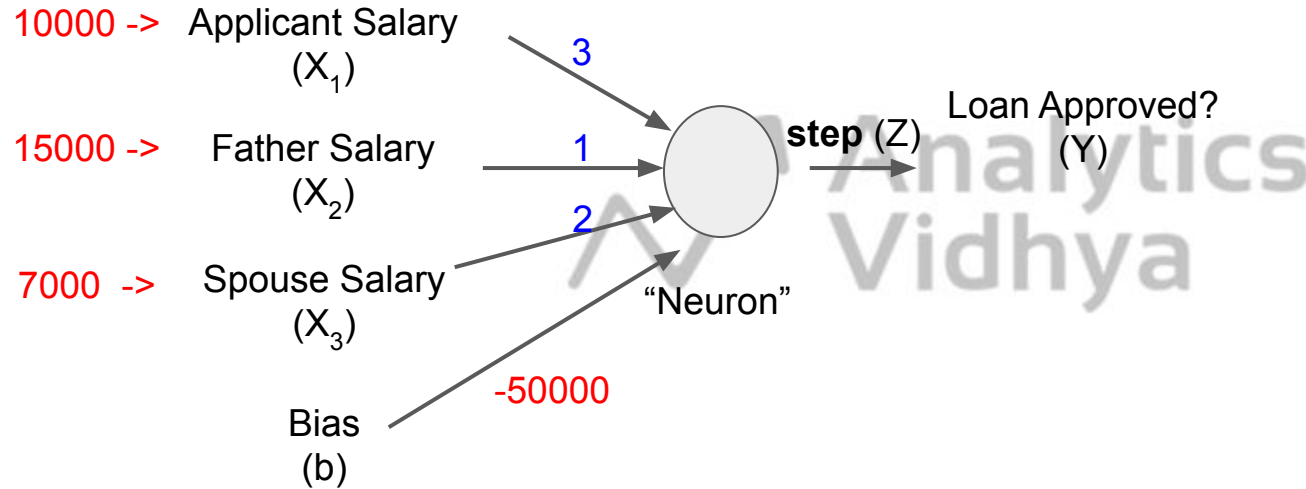 10000 -> Applicant Salary
(X₁)
3
15000 -> Father Salary
(X₂)
1
7000 -> Spouse Salary
(X₃)
2
Bias
(b)
-50000
“Neuron”
step (Z)
Loan Approved?
(Y)
Analytics
Vidhya